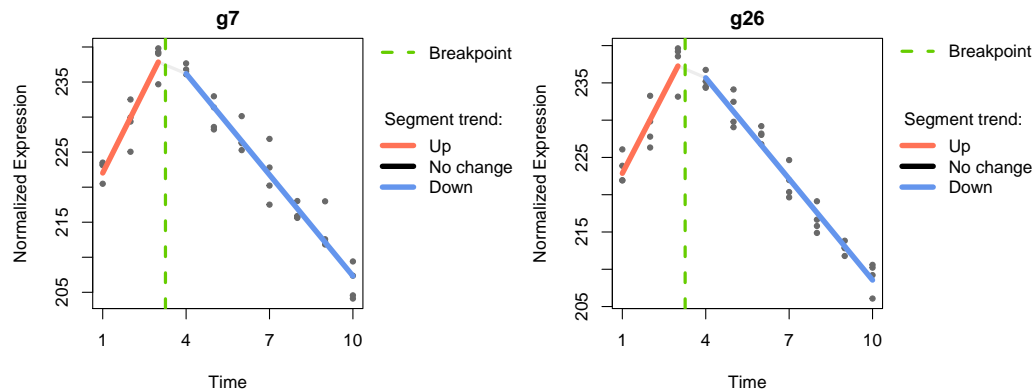 g7
Normalized Expression
235
225
215
205
1
4
7
10
Time
Breakpoint
Segment trend:
Up
No change
Down
g26
Normalized Expression
235
225
215
205
1
4
7
10
Time
Breakpoint
Segment trend:
Up
No change
Down